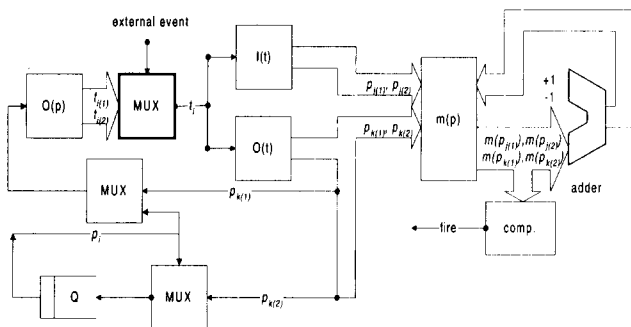 external event
O(p)
t_{j(1)}
t_{j(2)}
MUX
t_i
I(t)
O(t)
p_{j(1)}, p_{j(2)}
p_{k(1)}, p_{k(2)}
m(p)
+1
-1
m(p_{j(1)}),m(p_{j(2)})
m(p_{k(1)}),m(p_{k(2)})
adder
MUX
p_{k(1)}
fire
comp.
p_i
Q
MUX
p_{k(2)}